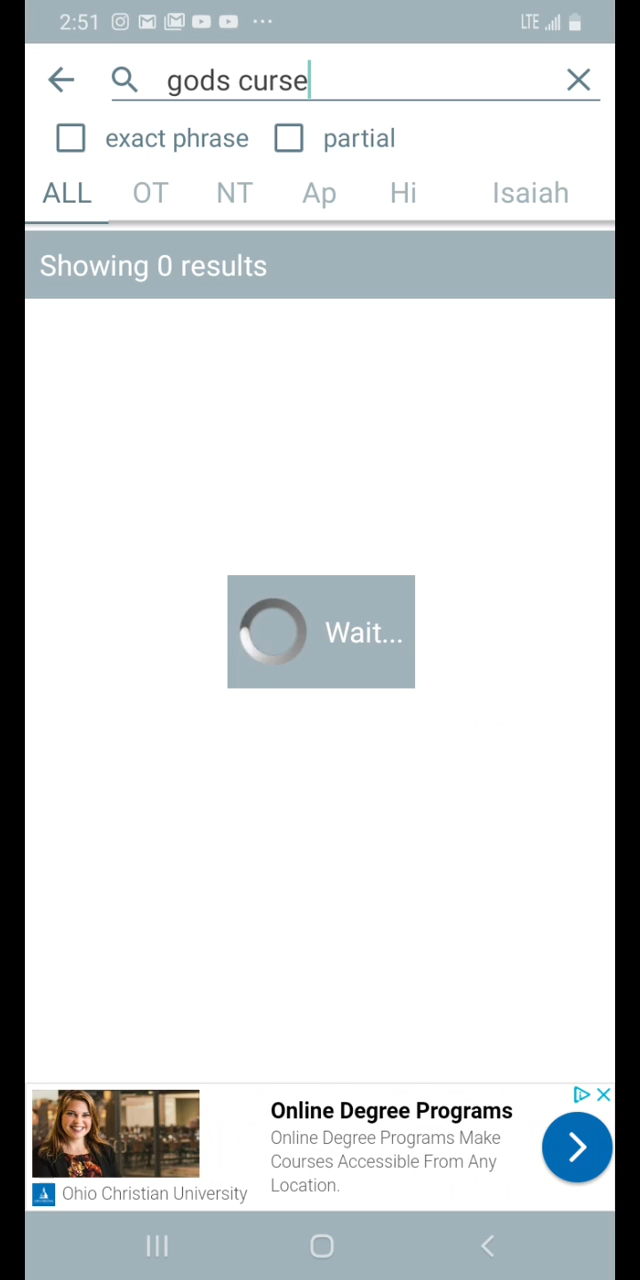 2:51 ... LTE
gods curse
exact phrase partial
ALL OT NT Ap Hi Isaiah
Showing 0 results
Wait...
Online Degree Programs
Online Degree Programs Make
Courses Accessible From Any
Location.
Ohio Christian University